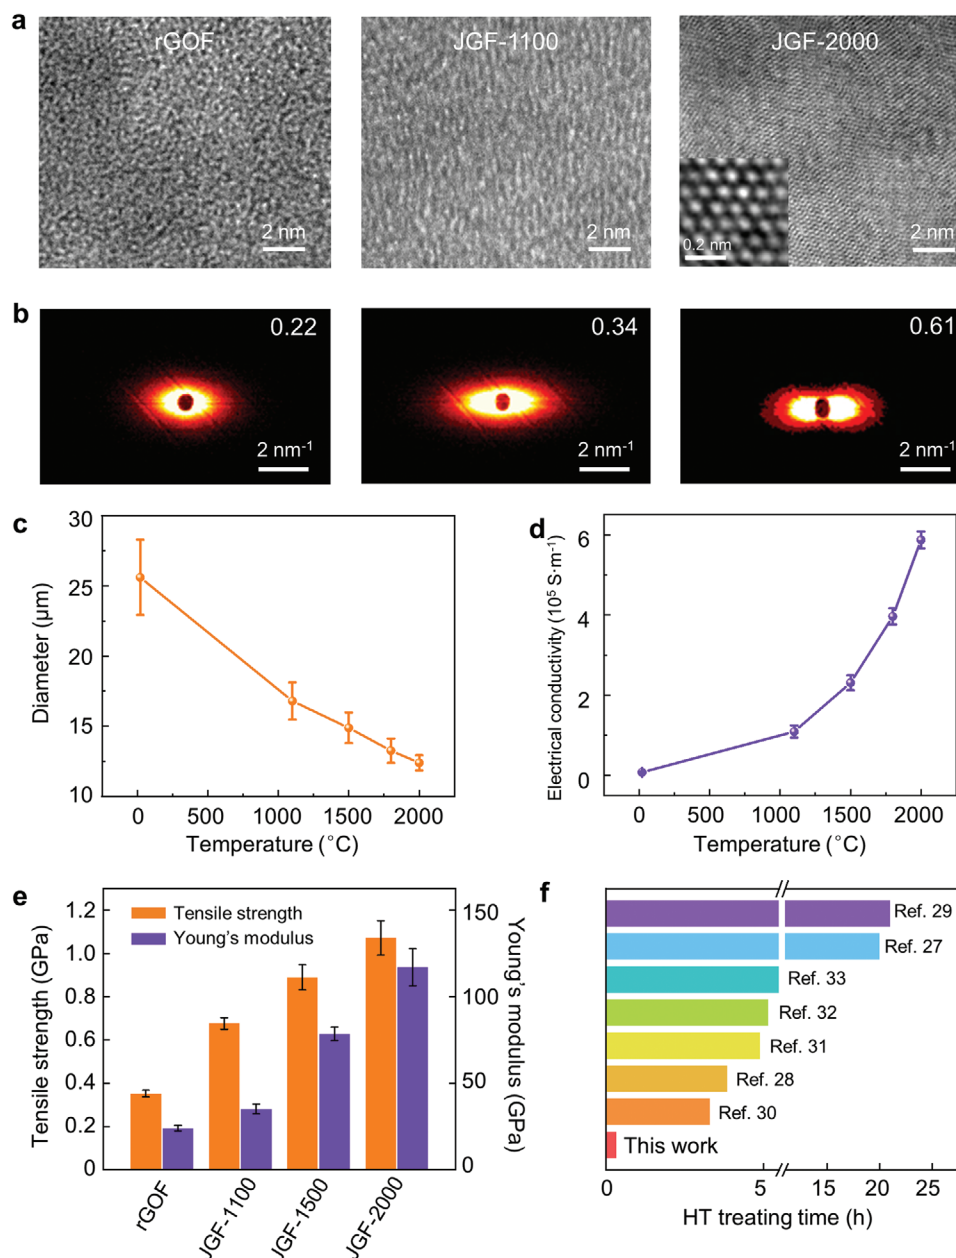 a
rGOF
JGF-1100
JGF-2000
2 nm
2 nm
0.2 nm
2 nm
b
0.22
0.34
0.61
2 nm⁻¹
2 nm⁻¹
2 nm⁻¹
c
30
25
20
15
10
Diameter (μm)
0 500 1000 1500 2000
Temperature (°C)
d
6
4
2
0
Electrical conductivity (10⁵ S·m⁻¹)
0 500 1000 1500 2000
Temperature (°C)
e
Tensile strength
Young's modulus
1.2
1.0
0.8
0.6
0.4
0.2
0
Tensile strength (GPa)
150
100
50
0
Young's modulus (GPa)
rGOF
JGF-1100
JGF-1500
JGF-2000
f
Ref. 29
Ref. 27
Ref. 33
Ref. 32
Ref. 31
Ref. 28
Ref. 30
This work
0 5 15 20 25
HT treating time (h)